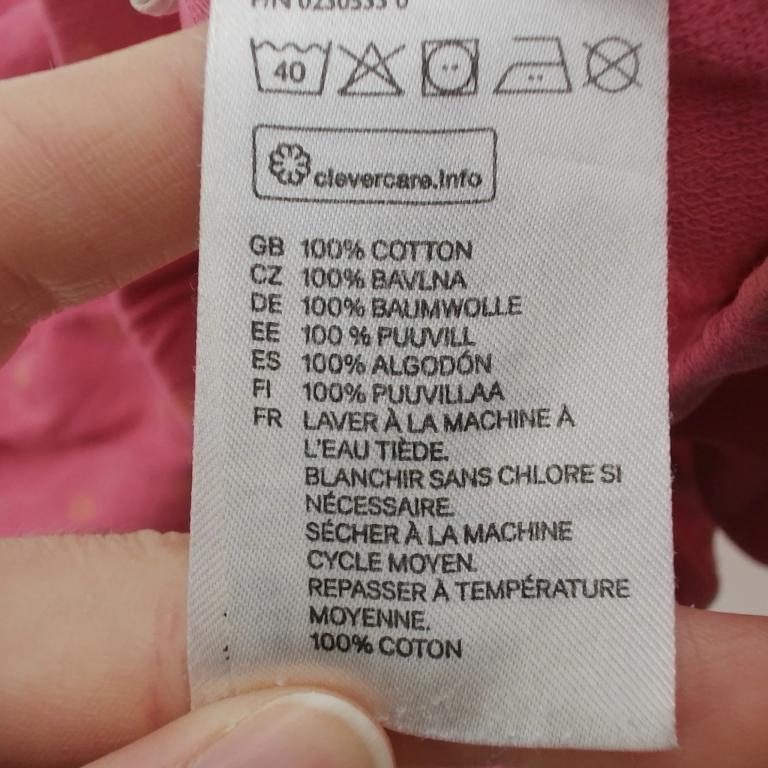 40
clevercare.info
GB 100% COTTON
CZ 100% BAVLNA
DE 100% BAUMWOLLE
EE 100 % PUUVILL
ES 100% ALGODÓN
FI 100% PUUVILLAA
FR LAVER À LA MACHINE À
L'EAU TIÈDE.
BLANCHIR SANS CHLORE SI
NÉCESSAIRE.
SÉCHER À LA MACHINE
CYCLE MOYEN.
REPASSER À TEMPÉRATURE
MOYENNE.
100% COTON